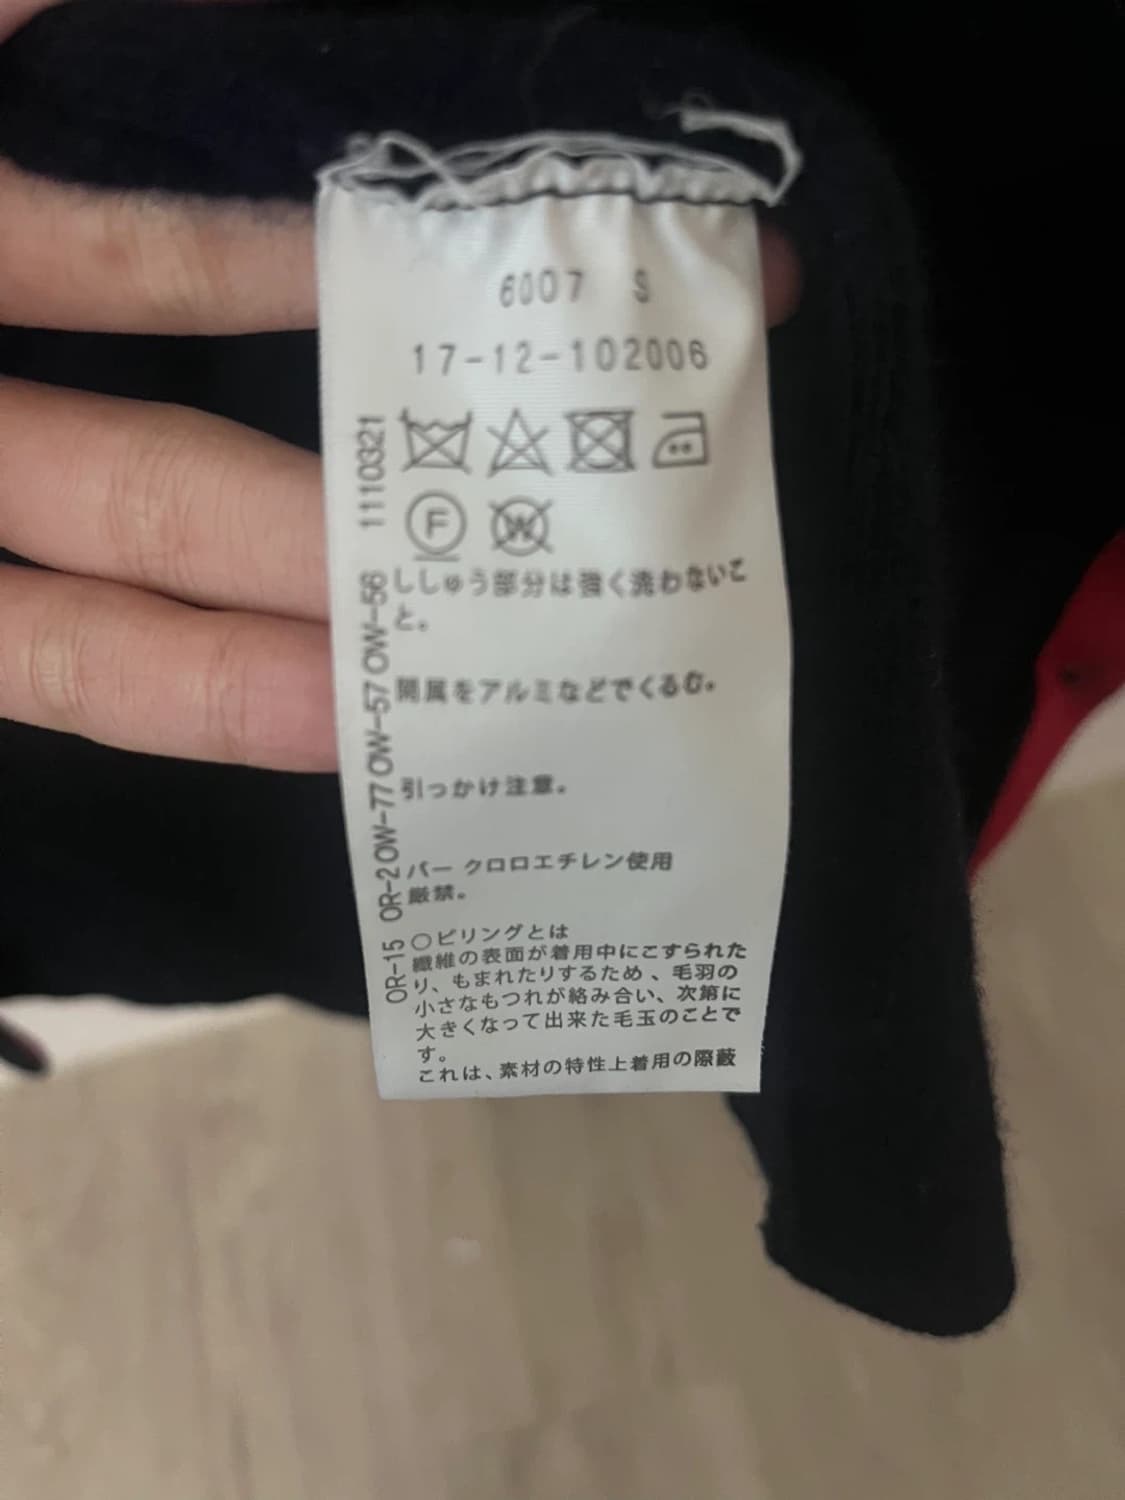 6007 S
17-12-102006
F W
ししゅう部分は強く洗わないこ
と。
開属をアルミなどでくるむ。
引っかけ注意。
パー クロロエチレン使用
厳禁。
○ピリングとは
繊維の表面が着用中にこすられた
り、もまれたりするため、毛羽の
小さなもつれが絡み合い、次第に
大きくなって出来た毛玉のことで
す。
これは、素材の特性上着用の際蔽
OR-15 OR-2 OW-77 OW-57 OW-56 1110321